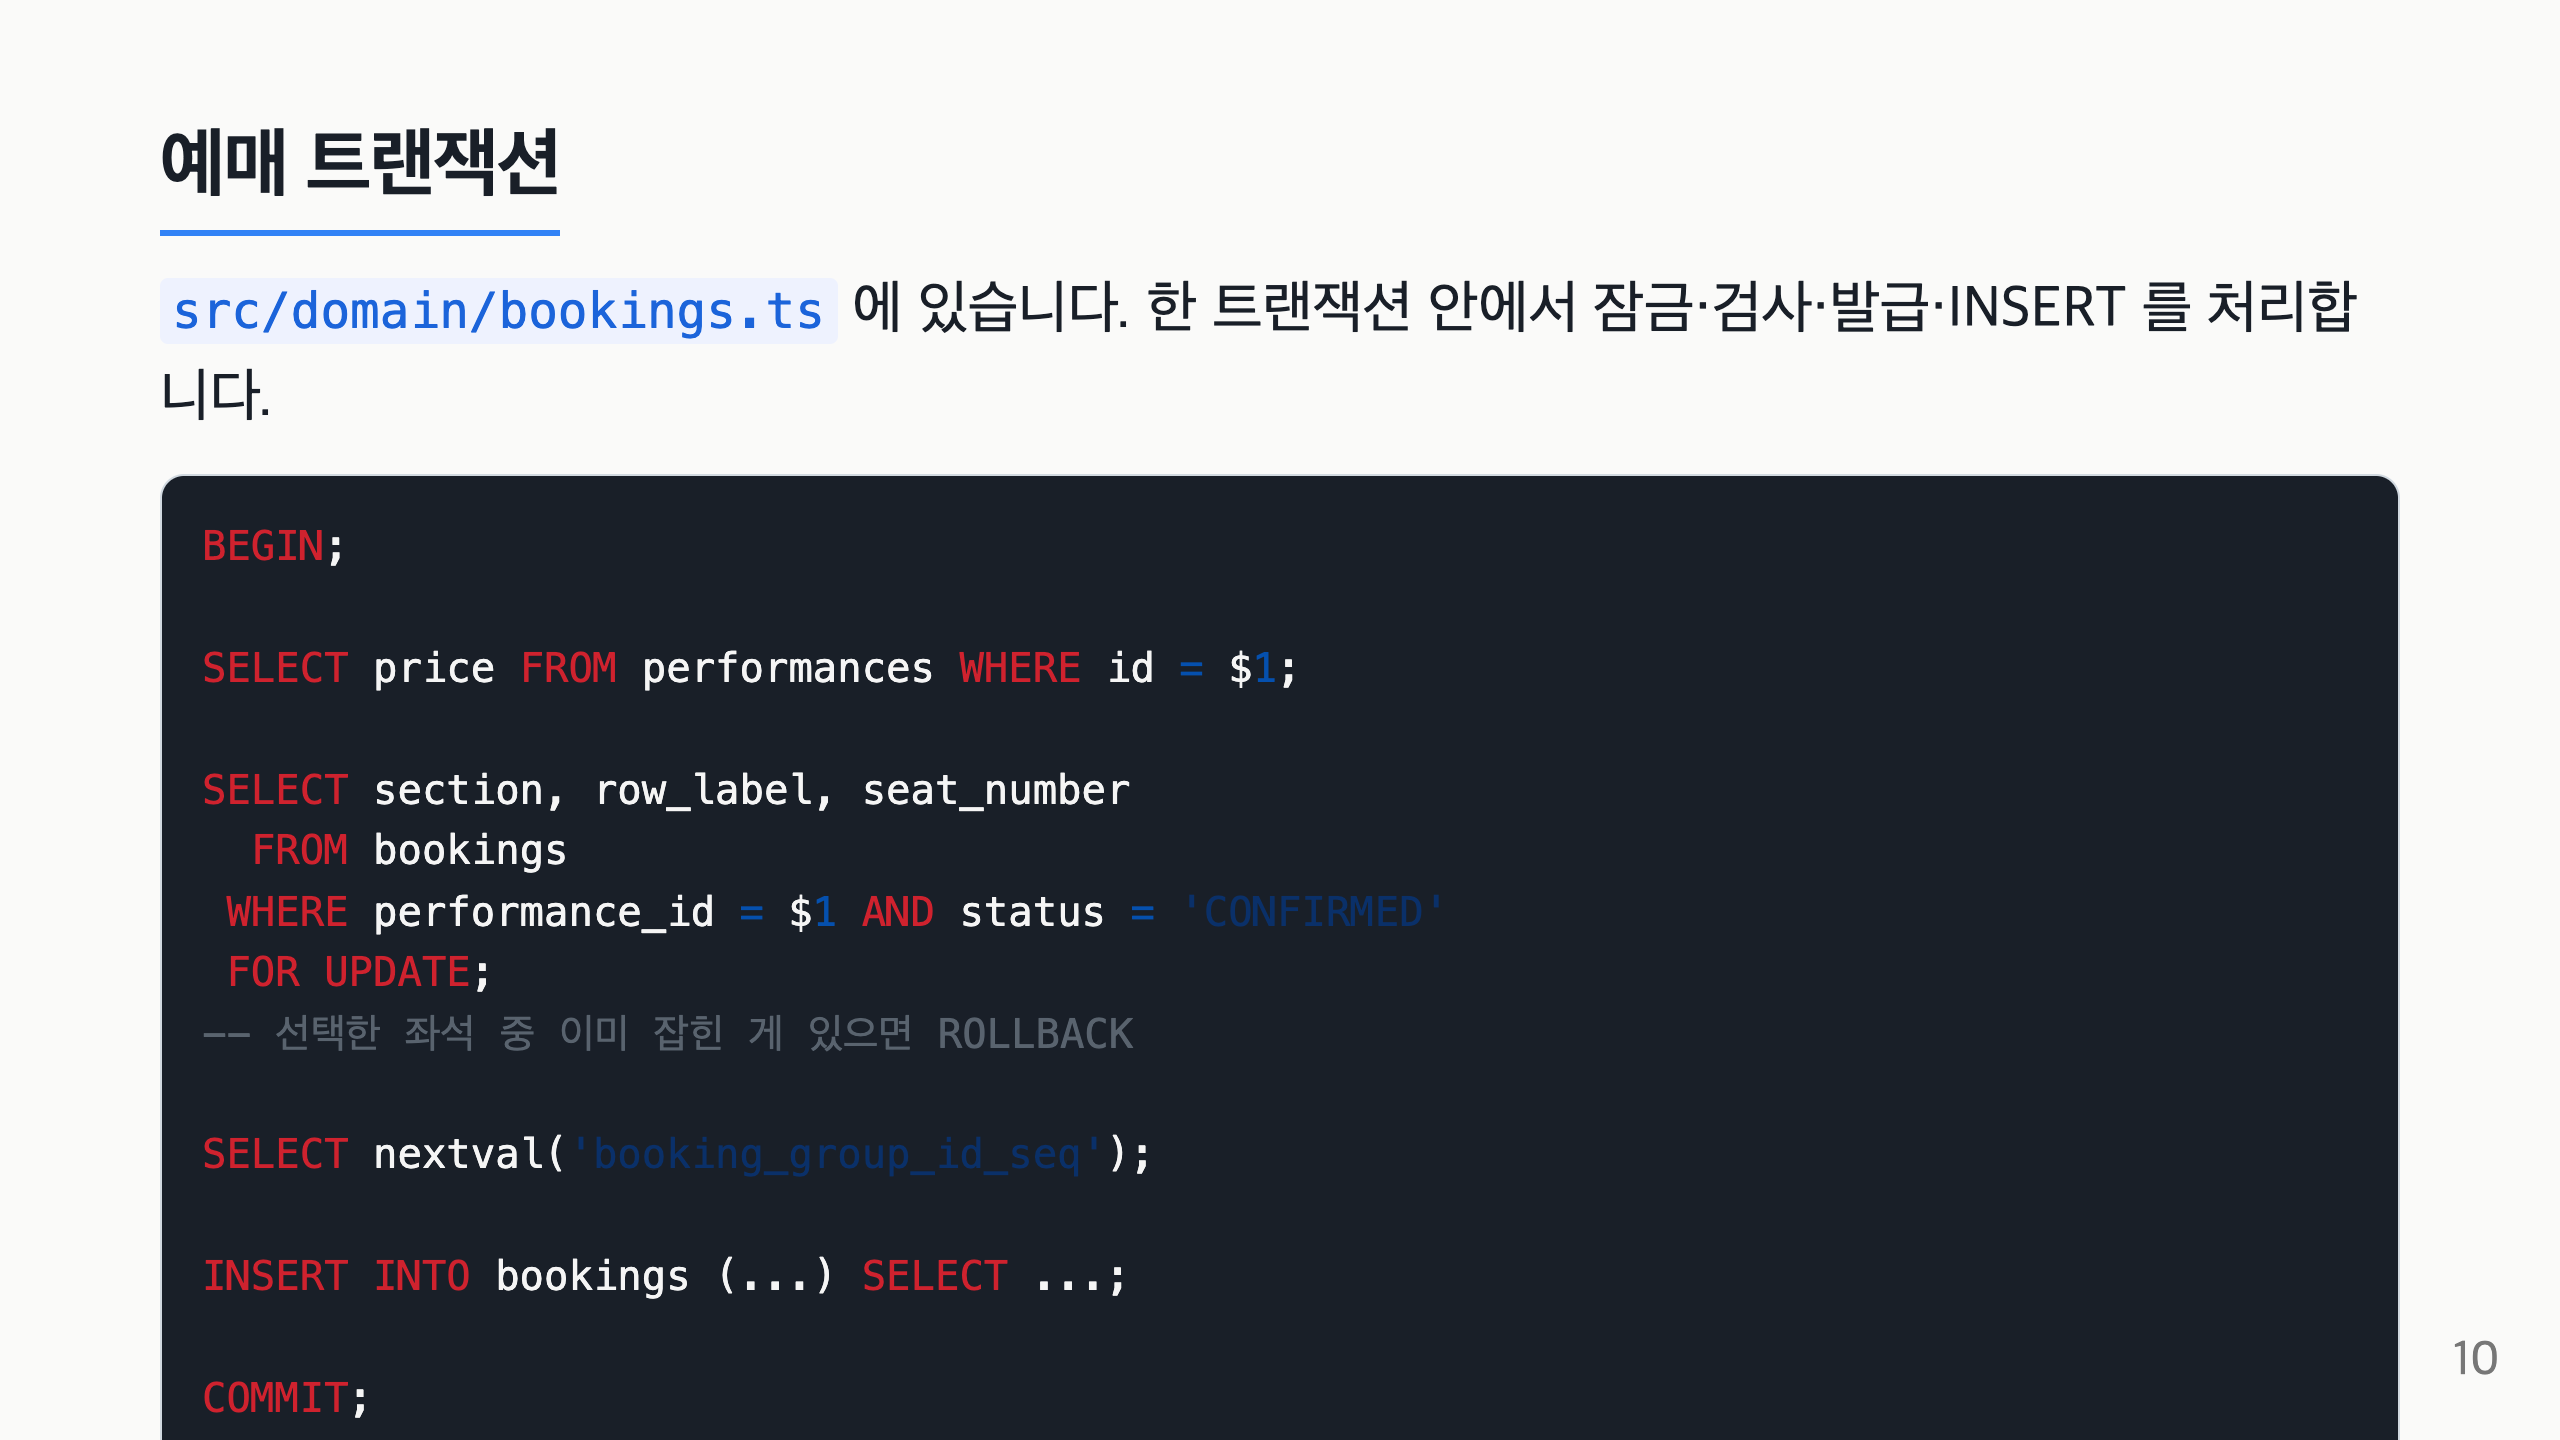 예매 트랜잭션
src/domain/bookings.ts 에 있습니다. 한 트랜잭션 안에서 잠금·검사·발급·INSERT 를 처리합
니다.
BEGIN;
SELECT price FROM performances WHERE id = $1;
SELECT section, row_label, seat_number
  FROM bookings
 WHERE performance_id = $1 AND status = 'CONFIRMED'
 FOR UPDATE;
-- 선택한 좌석 중 이미 잡힌 게 있으면 ROLLBACK
SELECT nextval('booking_group_id_seq');
INSERT INTO bookings (...) SELECT ...;
COMMIT;
10